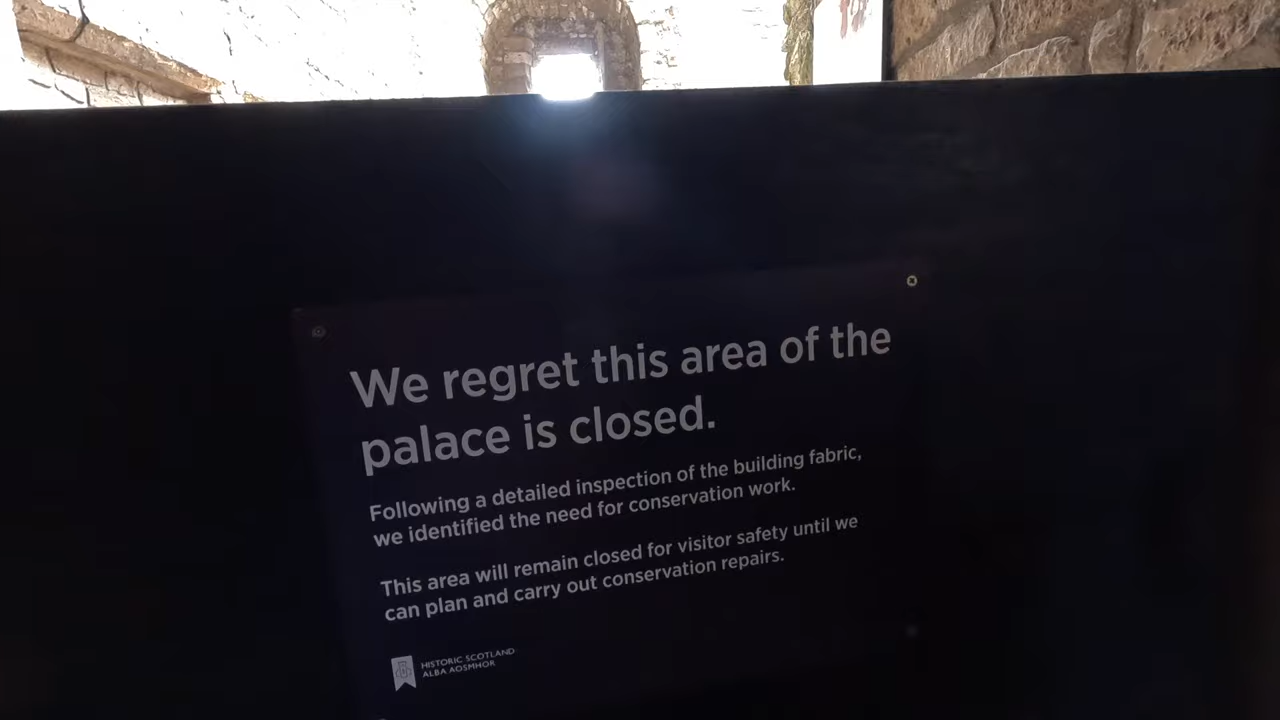 We regret this area of the
palace is closed.
Following a detailed inspection of the building fabric,
we identified the need for conservation work.
This area will remain closed for visitor safety until we
can plan and carry out conservation repairs.
HISTORIC SCOTLAND
ALBA AOSMHOR